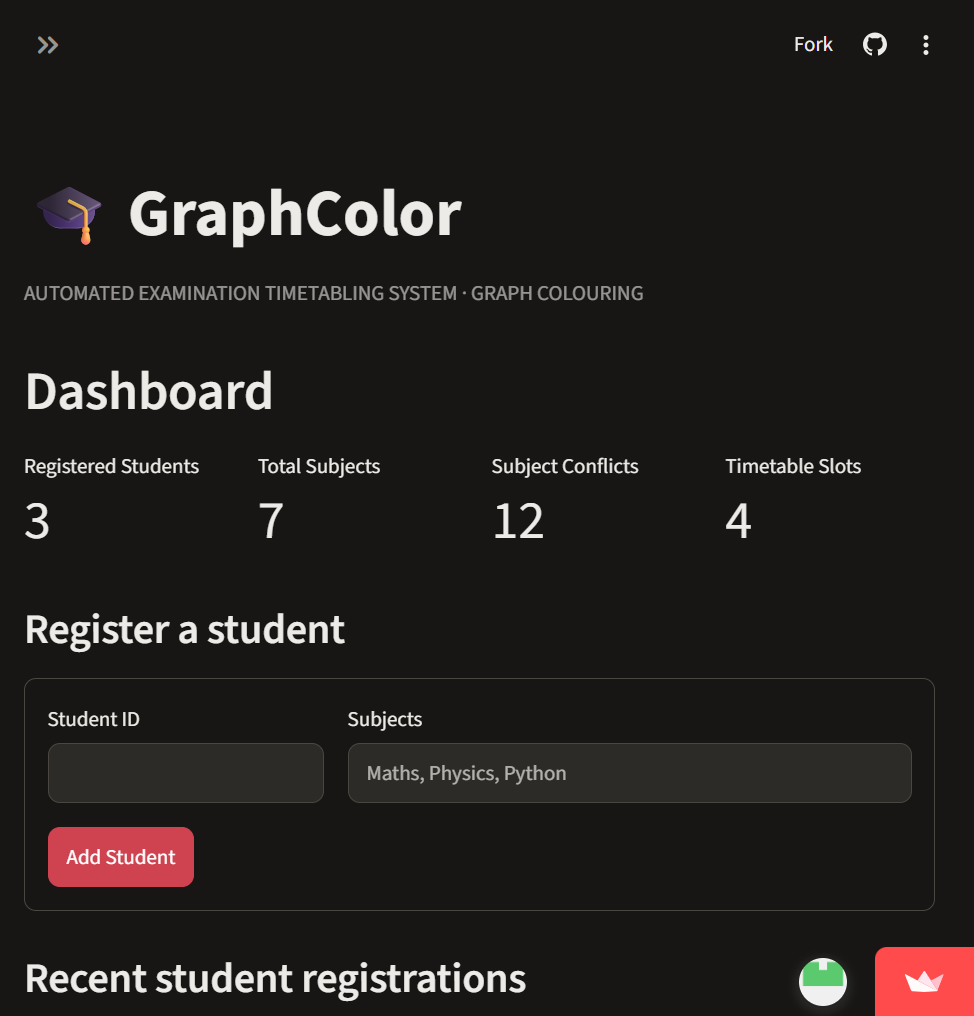 Fork
GraphColor
AUTOMATED EXAMINATION TIMETABLING SYSTEM · GRAPH COLOURING
Dashboard
Registered Students Total Subjects Subject Conflicts Timetable Slots
3 7 12 4
Register a student
Student ID Subjects
Maths, Physics, Python
Add Student
Recent student registrations